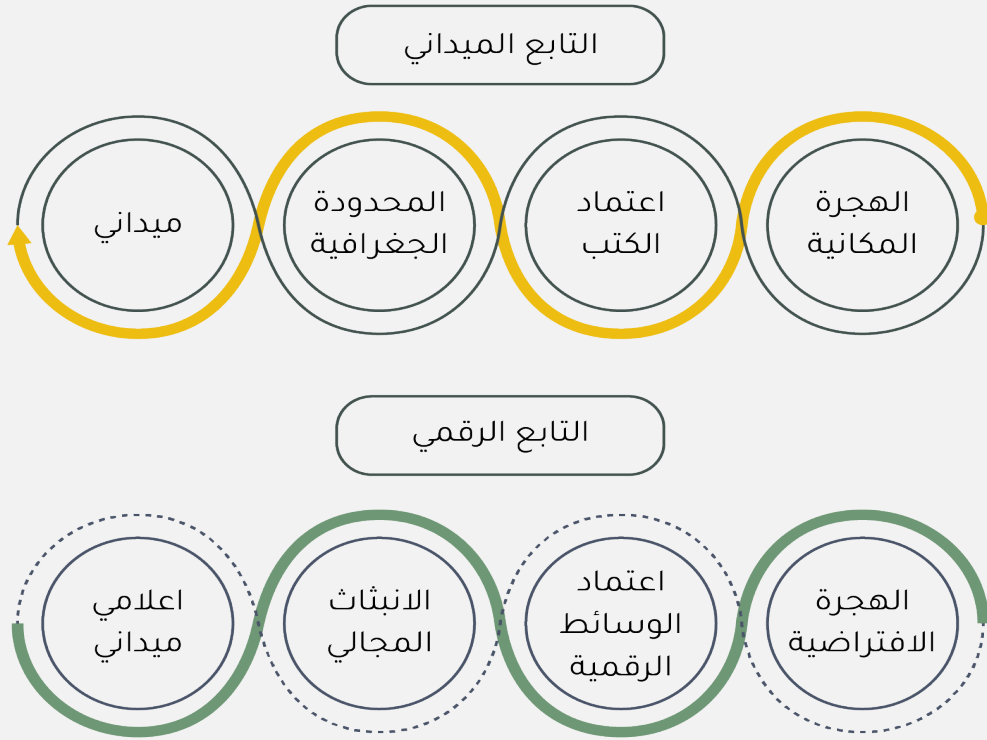 التابع الميداني
الهجرة
المكانية
اعتماد
الكتب
المحدودة
الجغرافية
ميداني
التابع الرقمي
الهجرة
الافتراضية
اعتماد
الوسائط
الرقمية
الانبثاث
المجالي
اعلامي
ميداني